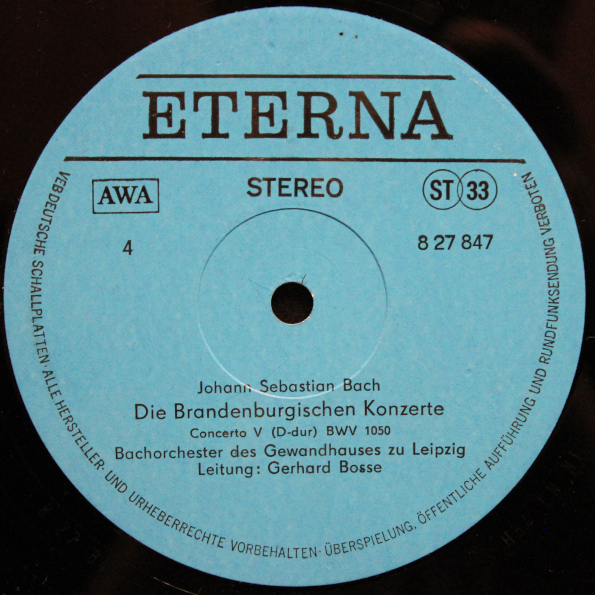 ETERNA
AWA
STEREO
ST 33
4
8 27 847
Johann Sebastian Bach
Die Brandenburgischen Konzerte
Concerto V (D-dur) BWV 1050
Bachorchester des Gewandhauses zu Leipzig
Leitung: Gerhard Bosse
VEB DEUTSCHE SCHALLPLATTEN · ALLE HERSTELLER- UND URHEBERRECHTE VORBEHALTEN · ÜBERSPIELUNG, ÖFFENTLICHE AUFFÜHRUNG UND RUNDFUNKSENDUNG VERBOTEN